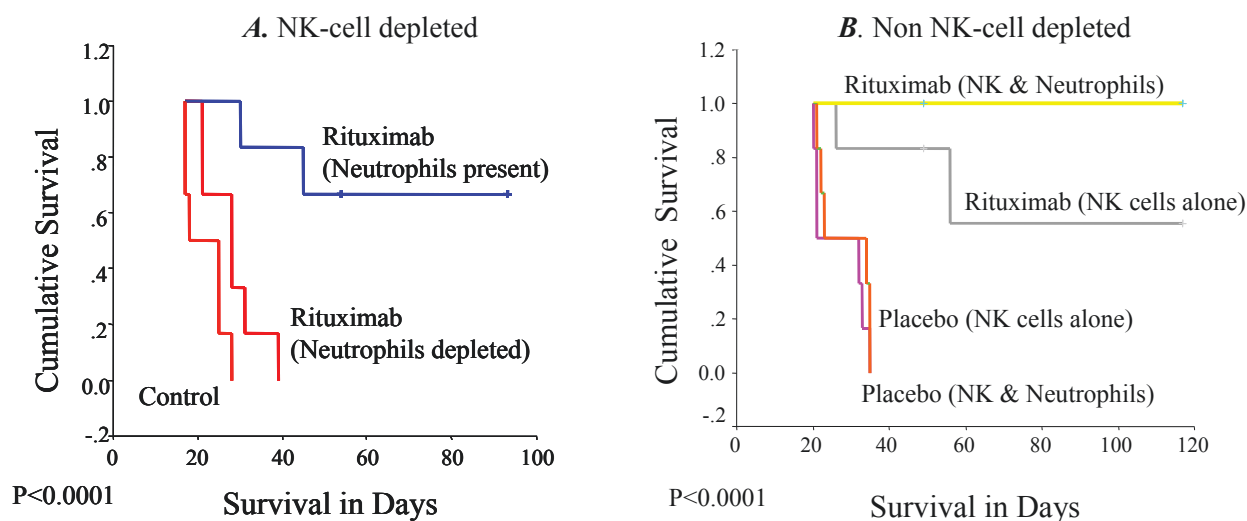 A. NK-cell depleted
1.2
1.0
.8
.6
.4
.2
0.0
-.2
Cumulative Survival
Rituximab
(Neutrophils present)
Rituximab
(Neutrophils depleted)
Control
0 20 40 60 80 100
P<0.0001
Survival in Days
B. Non NK-cell depleted
1.2
1.0
.8
.6
.4
.2
0.0
-.2
Cumulative Survival
Rituximab (NK & Neutrophils)
Rituximab (NK cells alone)
Placebo (NK cells alone)
Placebo (NK & Neutrophils)
0 20 40 60 80 100 120
P<0.0001
Survival in Days